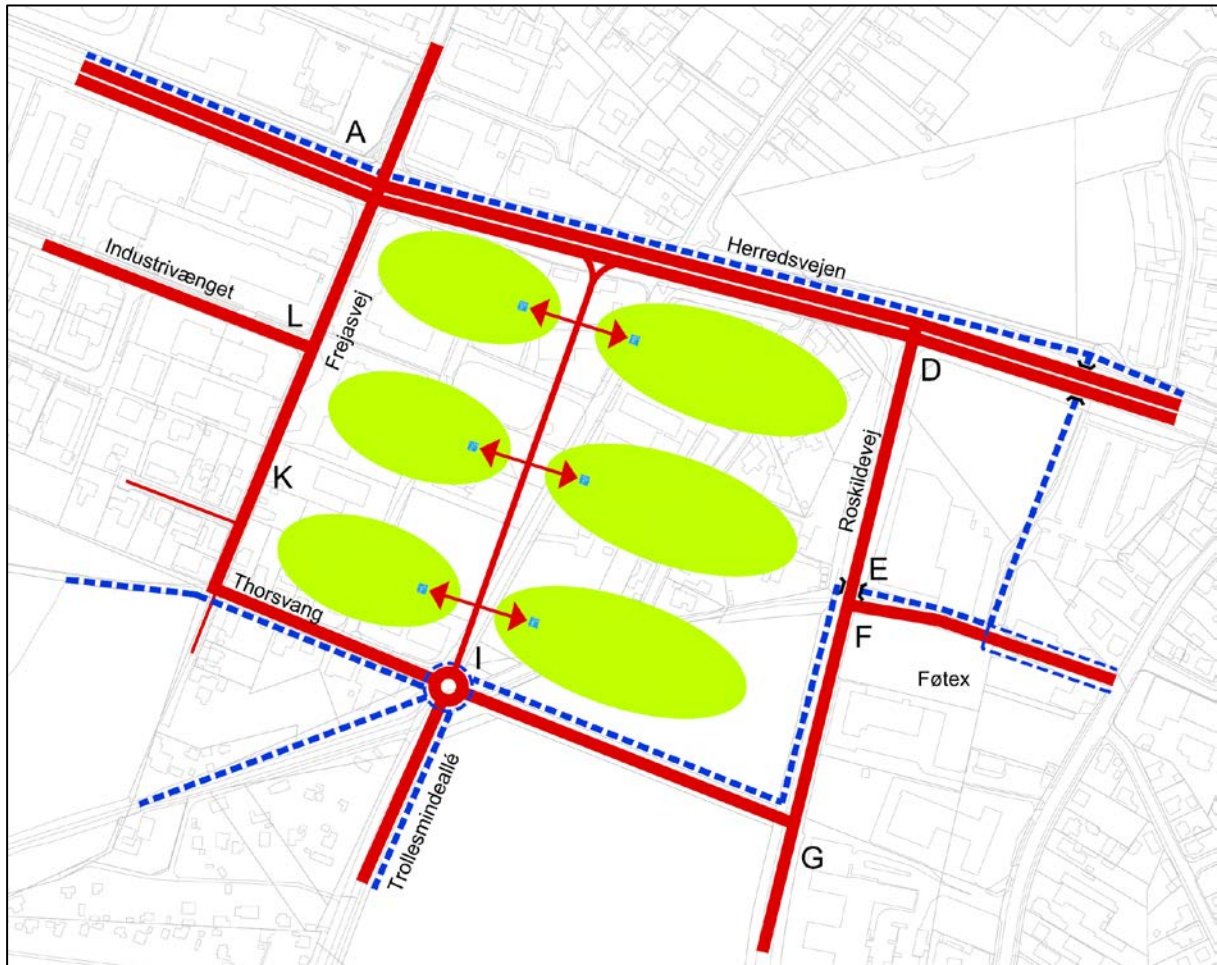 A
Herredsvejen
Industrivænget
L
Frejasvej
D
K
Roskildevej
E
Thorsvang
F
I
Føtex
Trollesmindeallé
G